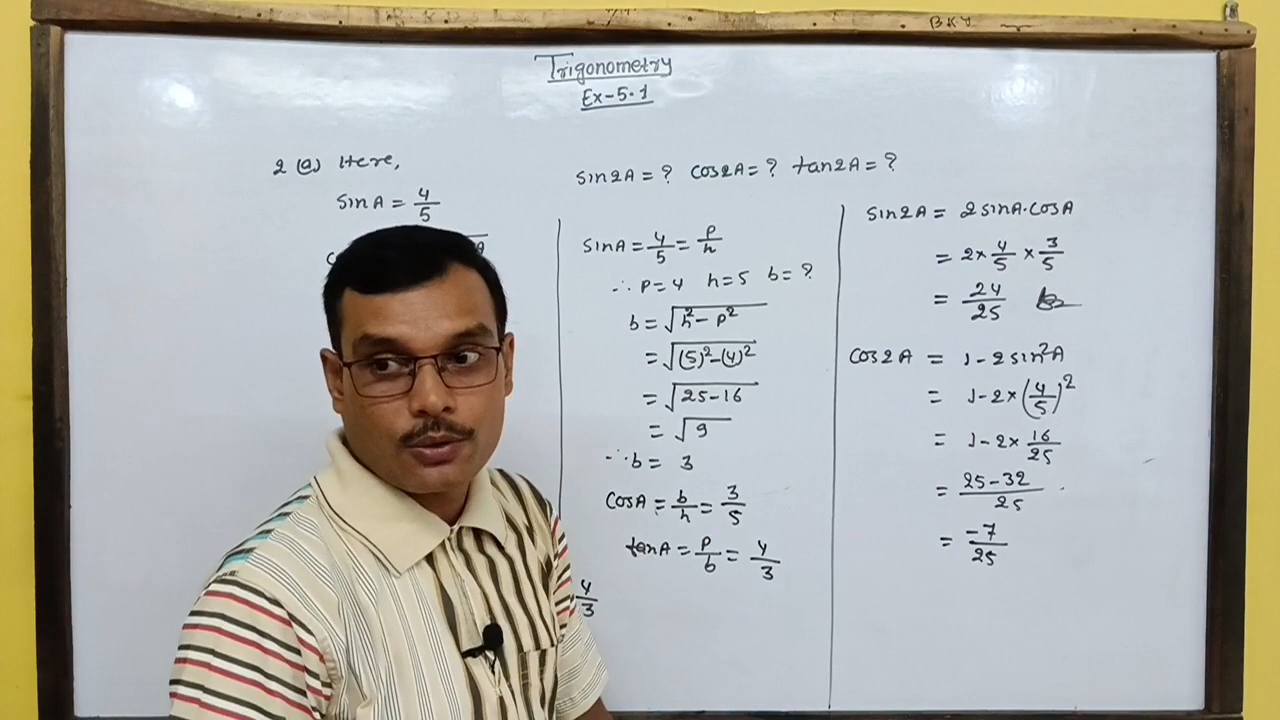 B.K.T.
Trigonometry
Ex-5.1
2 (a) Here,
sinA = 4/5
sin2A = ? cos2A = ? tan2A = ?
sinA = 4/5 = p/h
∴ p=4 h=5 b=?
b = √(h² - p²)
= √((5)²-(4)²)
= √(25-16)
= √9
∴ b = 3
cosA = b/h = 3/5
tanA = p/b = 4/3
4/3
sin2A = 2sinA.cosA
= 2×4/5×3/5
= 24/25
cos2A = 1-2sin²A
= 1-2×(4/5)²
= 1-2×16/25
= (25-32)/25
= -7/25